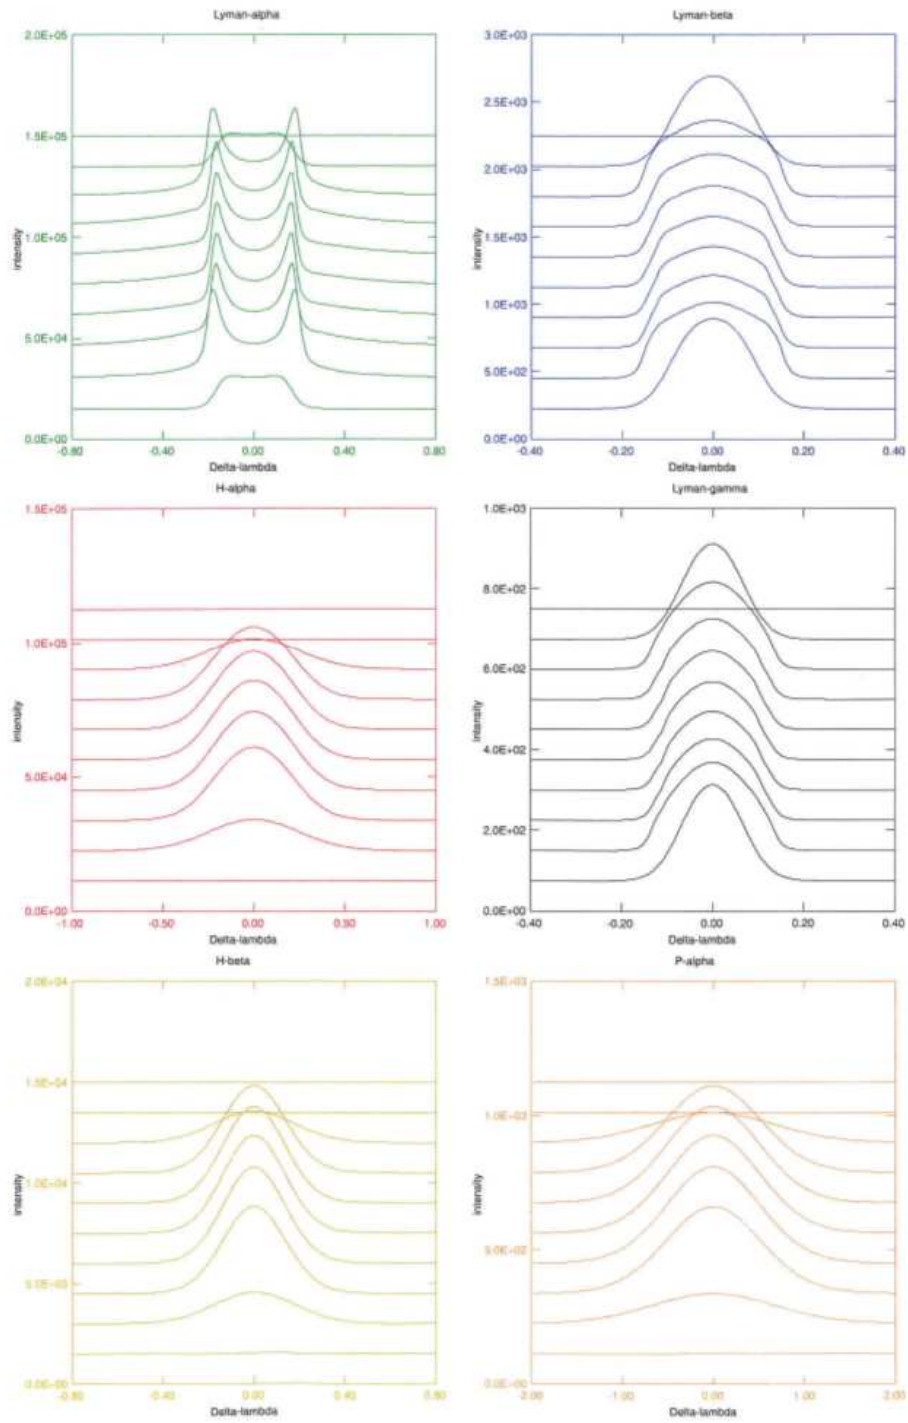 Lyman-alpha
2.0E+05
1.5E+05
1.0E+05
5.0E+04
0.0E+00
intensity
-0.80 -0.40 0.00 0.40 0.80
Delta-lambda
Lyman-beta
3.0E+03
2.5E+03
2.0E+03
1.5E+03
1.0E+03
5.0E+02
0.0E+00
intensity
-0.40 -0.20 0.00 0.20 0.40
Delta-lambda
H-alpha
1.5E+05
1.0E+05
5.0E+04
0.0E+00
intensity
-1.00 -0.50 0.00 0.50 1.00
Delta-lambda
Lyman-gamma
1.0E+03
8.0E+02
6.0E+02
4.0E+02
2.0E+02
0.0E+00
intensity
-0.40 -0.20 0.00 0.20 0.40
Delta-lambda
H-beta
2.0E+04
1.5E+04
1.0E+04
5.0E+03
0.0E+00
intensity
-0.80 -0.40 0.00 0.40 0.80
Delta-lambda
P-alpha
1.5E+03
1.0E+03
5.0E+02
0.0E+00
intensity
-2.00 -1.00 0.00 1.00 2.00
Delta-lambda